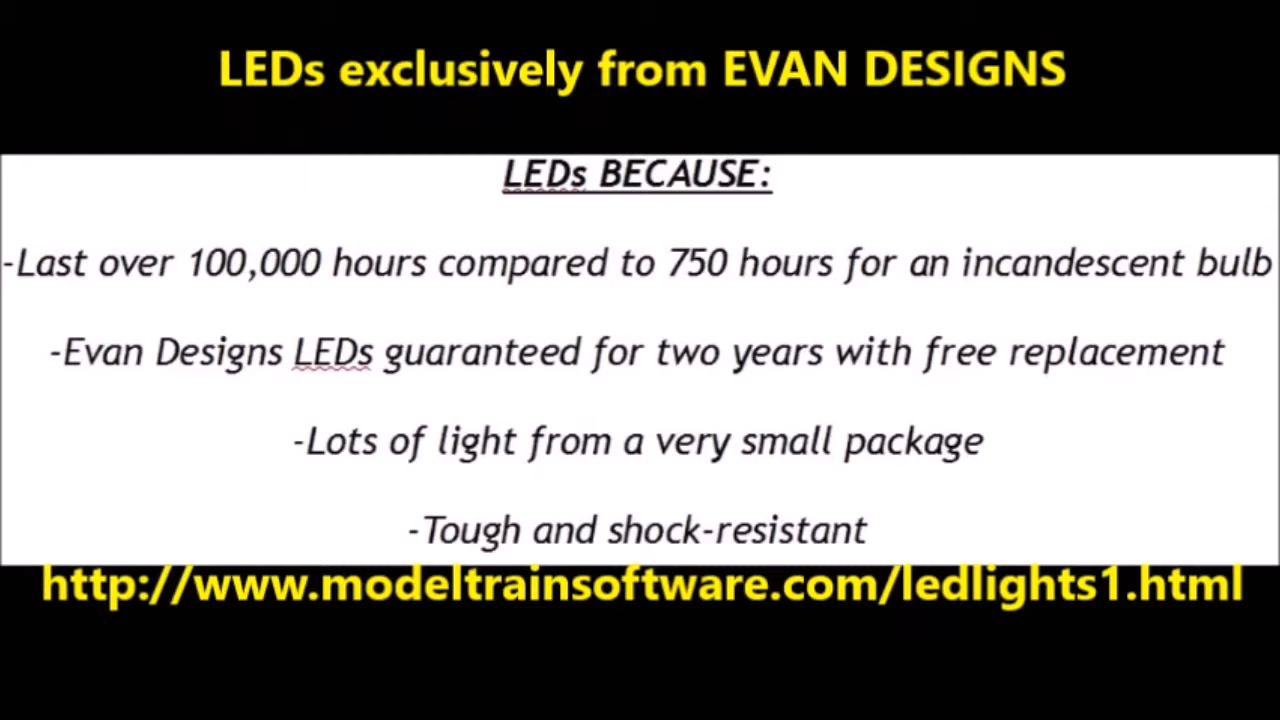 LEDs exclusively from EVAN DESIGNS
LEDs BECAUSE:
-Last over 100,000 hours compared to 750 hours for an incandescent bulb
-Evan Designs LEDs guaranteed for two years with free replacement
-Lots of light from a very small package
-Tough and shock-resistant
http://www.modeltrainsoftware.com/ledlights1.html